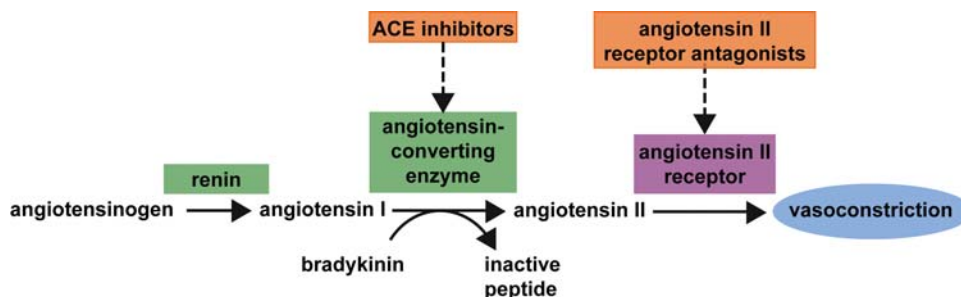 ACE inhibitors
angiotensin II
receptor antagonists
angiotensin-
converting
enzyme
angiotensin II
receptor
renin
angiotensinogen
angiotensin I
angiotensin II
vasoconstriction
bradykinin
inactive
peptide